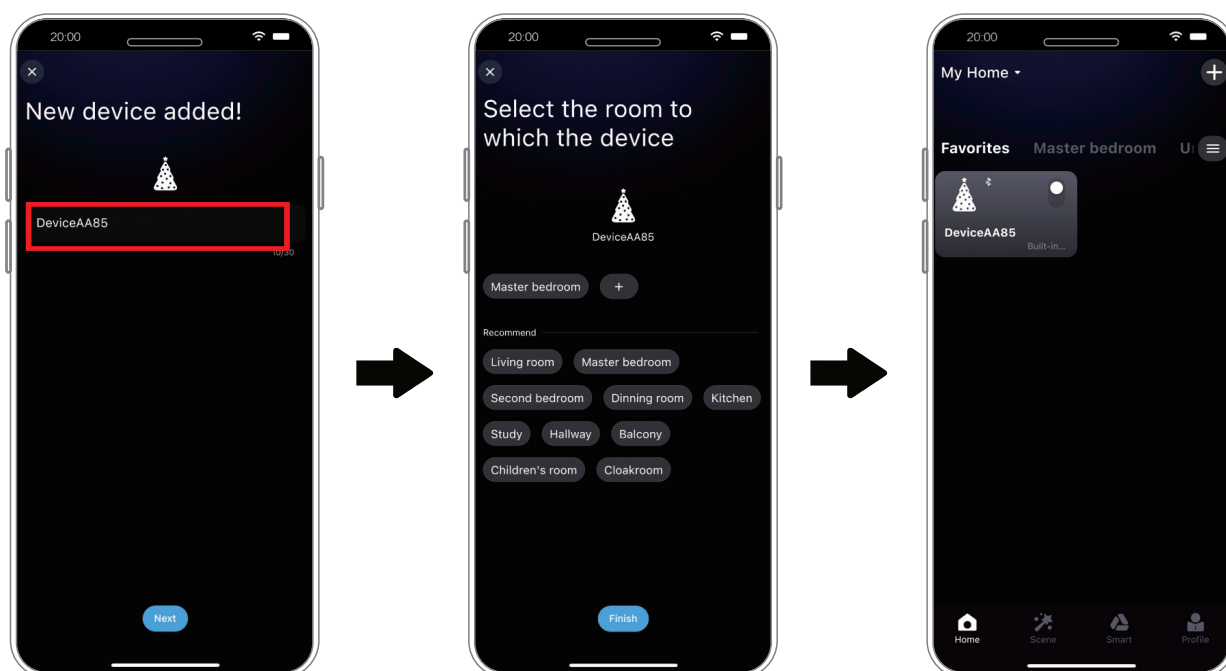 20:00
New device added!
DeviceAA85
10/30
Next
20:00
Select the room to
which the device
DeviceAA85
Master bedroom +
Recommend
Living room Master bedroom
Second bedroom Dinning room Kitchen
Study Hallway Balcony
Children's room Cloakroom
Finish
20:00
My Home
Favorites Master bedroom
DeviceAA85
Built-in...
Home Scene Smart Profile